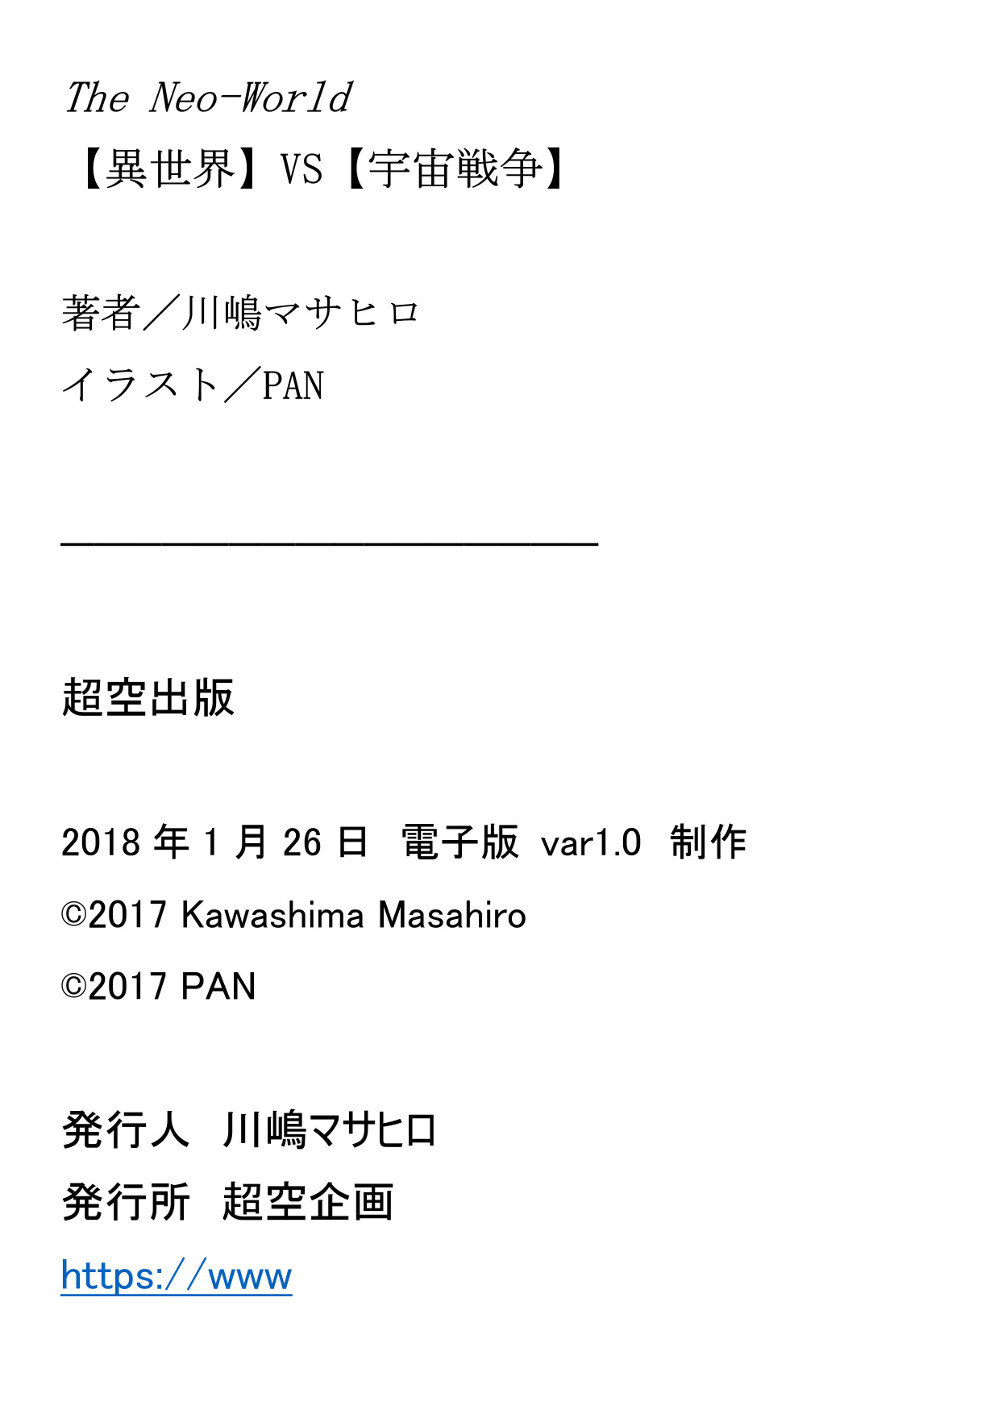 The Neo-World
【異世界】VS【宇宙戦争】
著者／川嶋マサヒロ
イラスト／PAN
超空出版
2018 年 1 月 26 日　電子版 var1.0　制作
©2017 Kawashima Masahiro
©2017 PAN
発行人　川嶋マサヒロ
発行所　超空企画
https://www